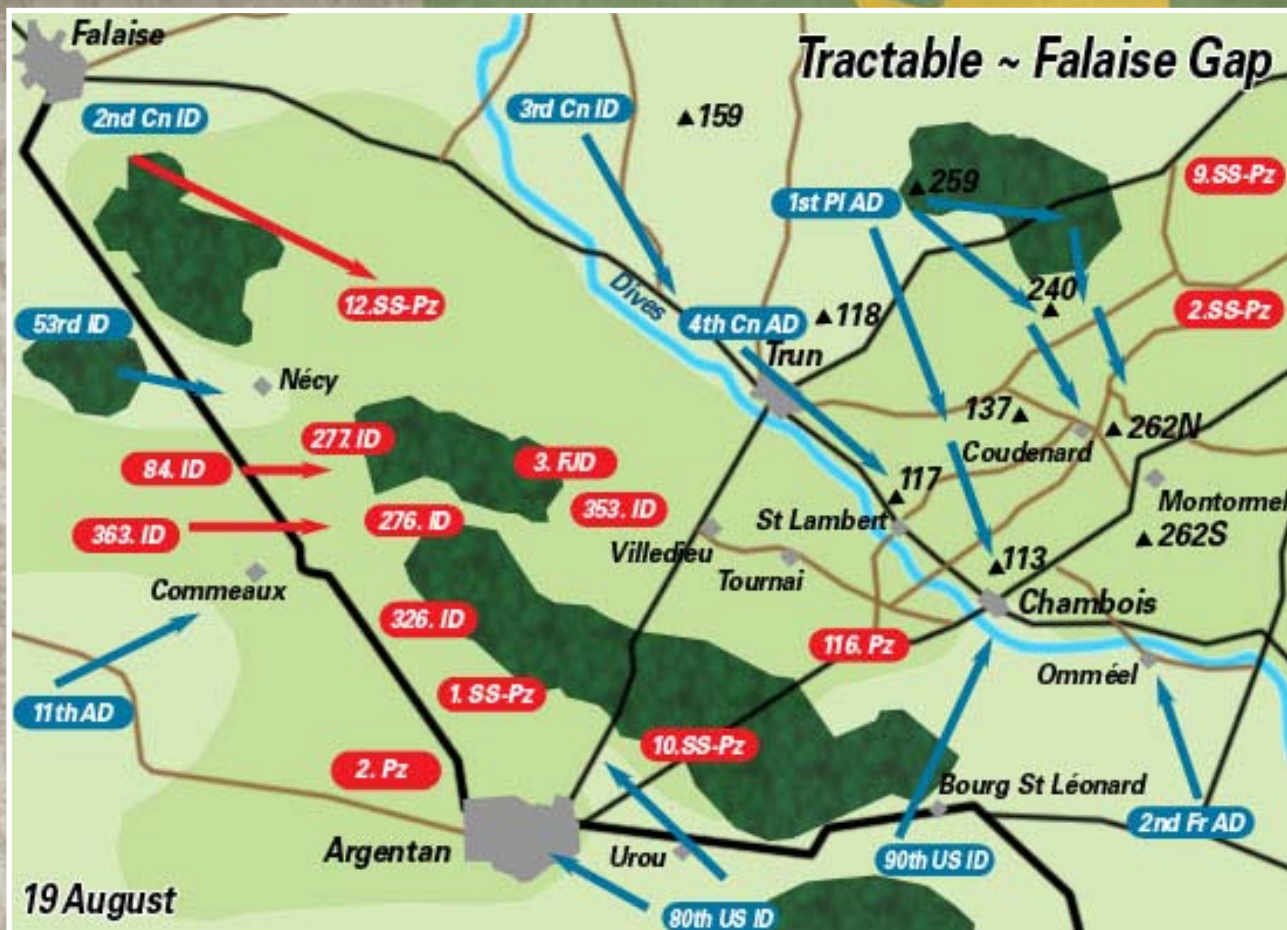 Falaise
Tractable ~ Falaise Gap
2nd Cn ID
3rd Cn ID
159
259
9.SS-Pz
1st Pl AD
12.SS-Pz
Dives
240
2.SS-Pz
53rd ID
4th Cn AD
118
Trun
Nécy
137
262N
277. ID
Coudenard
84. ID
3. FJD
117
Montormel
363. ID
276. ID
353. ID
St Lambert
262S
Villedieu
Tournai
113
Commeaux
Chambois
326. ID
116. Pz
Omméel
1. SS-Pz
11th AD
10.SS-Pz
2. Pz
Bourg St Léonard
2nd Fr AD
Argentan
Urou
90th US ID
19 August
80th US ID